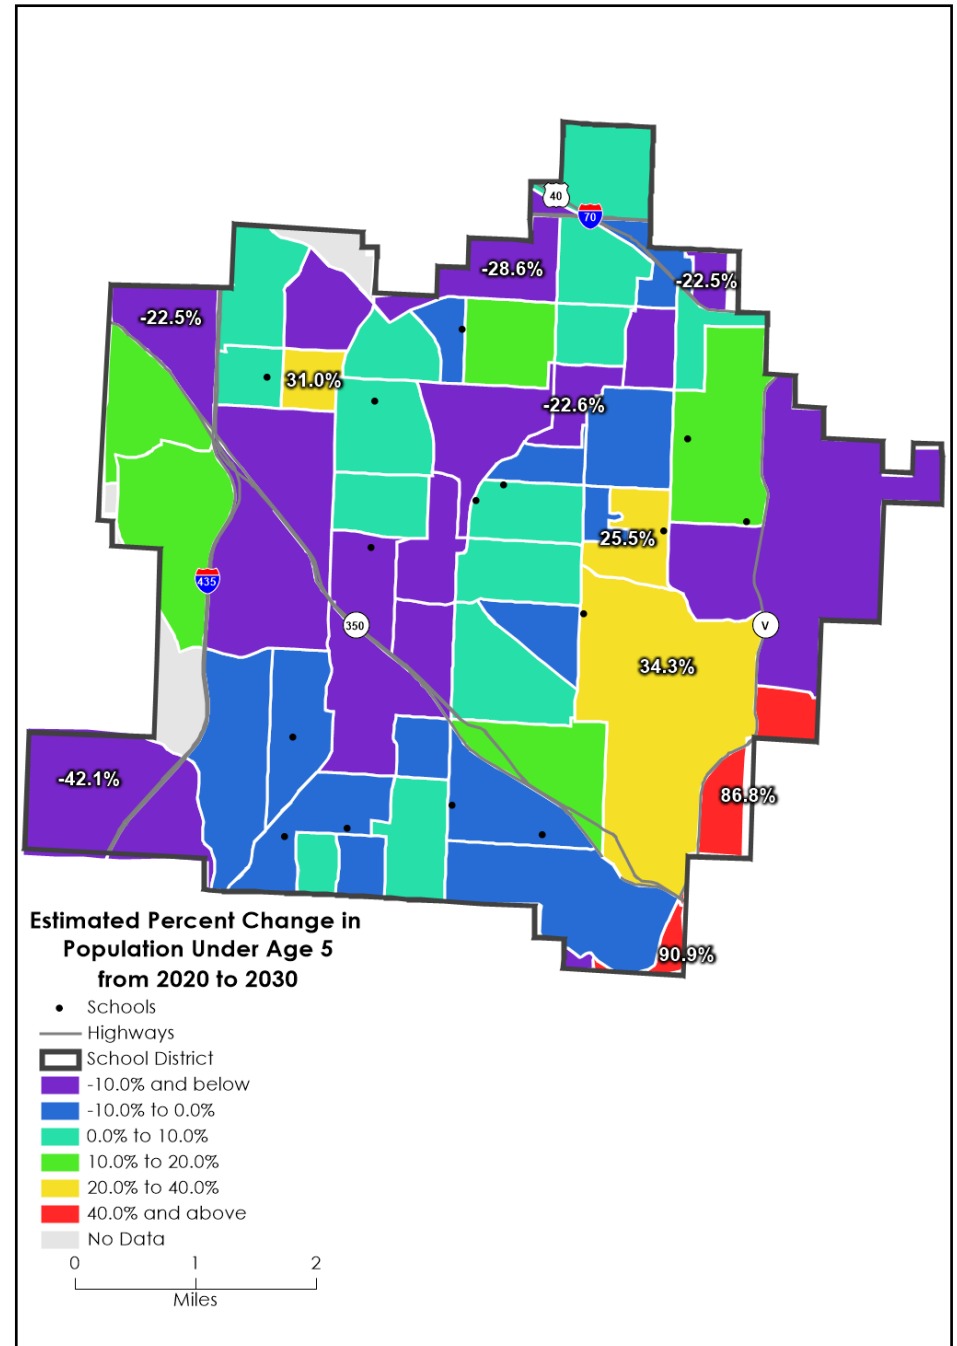 40
70
-28.6%
-22.5%
-22.5%
31.0%
-22.6%
25.5%
435
350
V
34.3%
-42.1%
86.8%
90.9%
Estimated Percent Change in
Population Under Age 5
from 2020 to 2030
Schools
Highways
School District
-10.0% and below
-10.0% to 0.0%
0.0% to 10.0%
10.0% to 20.0%
20.0% to 40.0%
40.0% and above
No Data
0 1 2
Miles